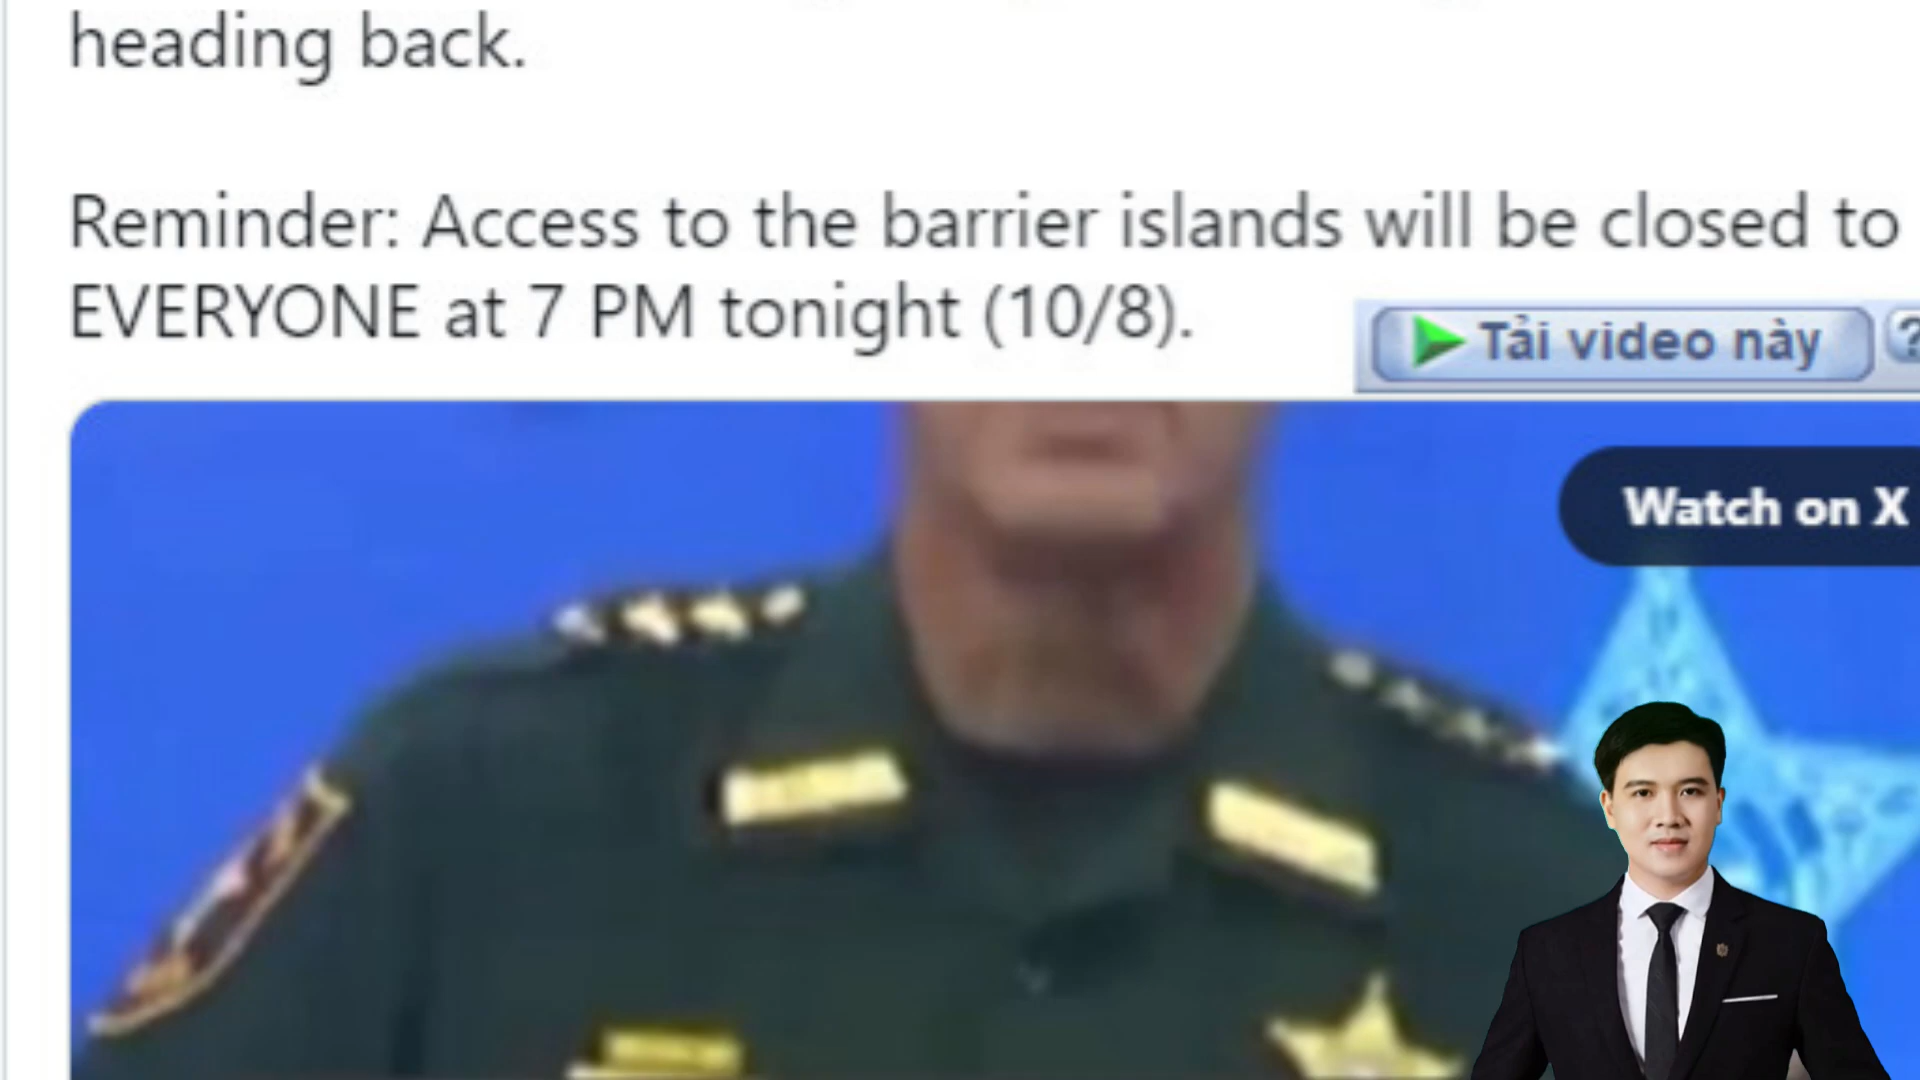 heading back.
Reminder: Access to the barrier islands will be closed to
EVERYONE at 7 PM tonight (10/8).
Tải video này
?
Watch on X